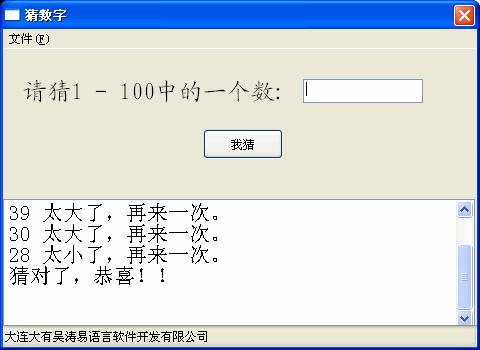 猜数字
文件(F)
请猜1 - 100中的一个数:
我猜
39 太大了，再来一次。
30 太大了，再来一次。
28 太小了，再来一次。
猜对了，恭喜！！
大连大有吴涛易语言软件开发有限公司